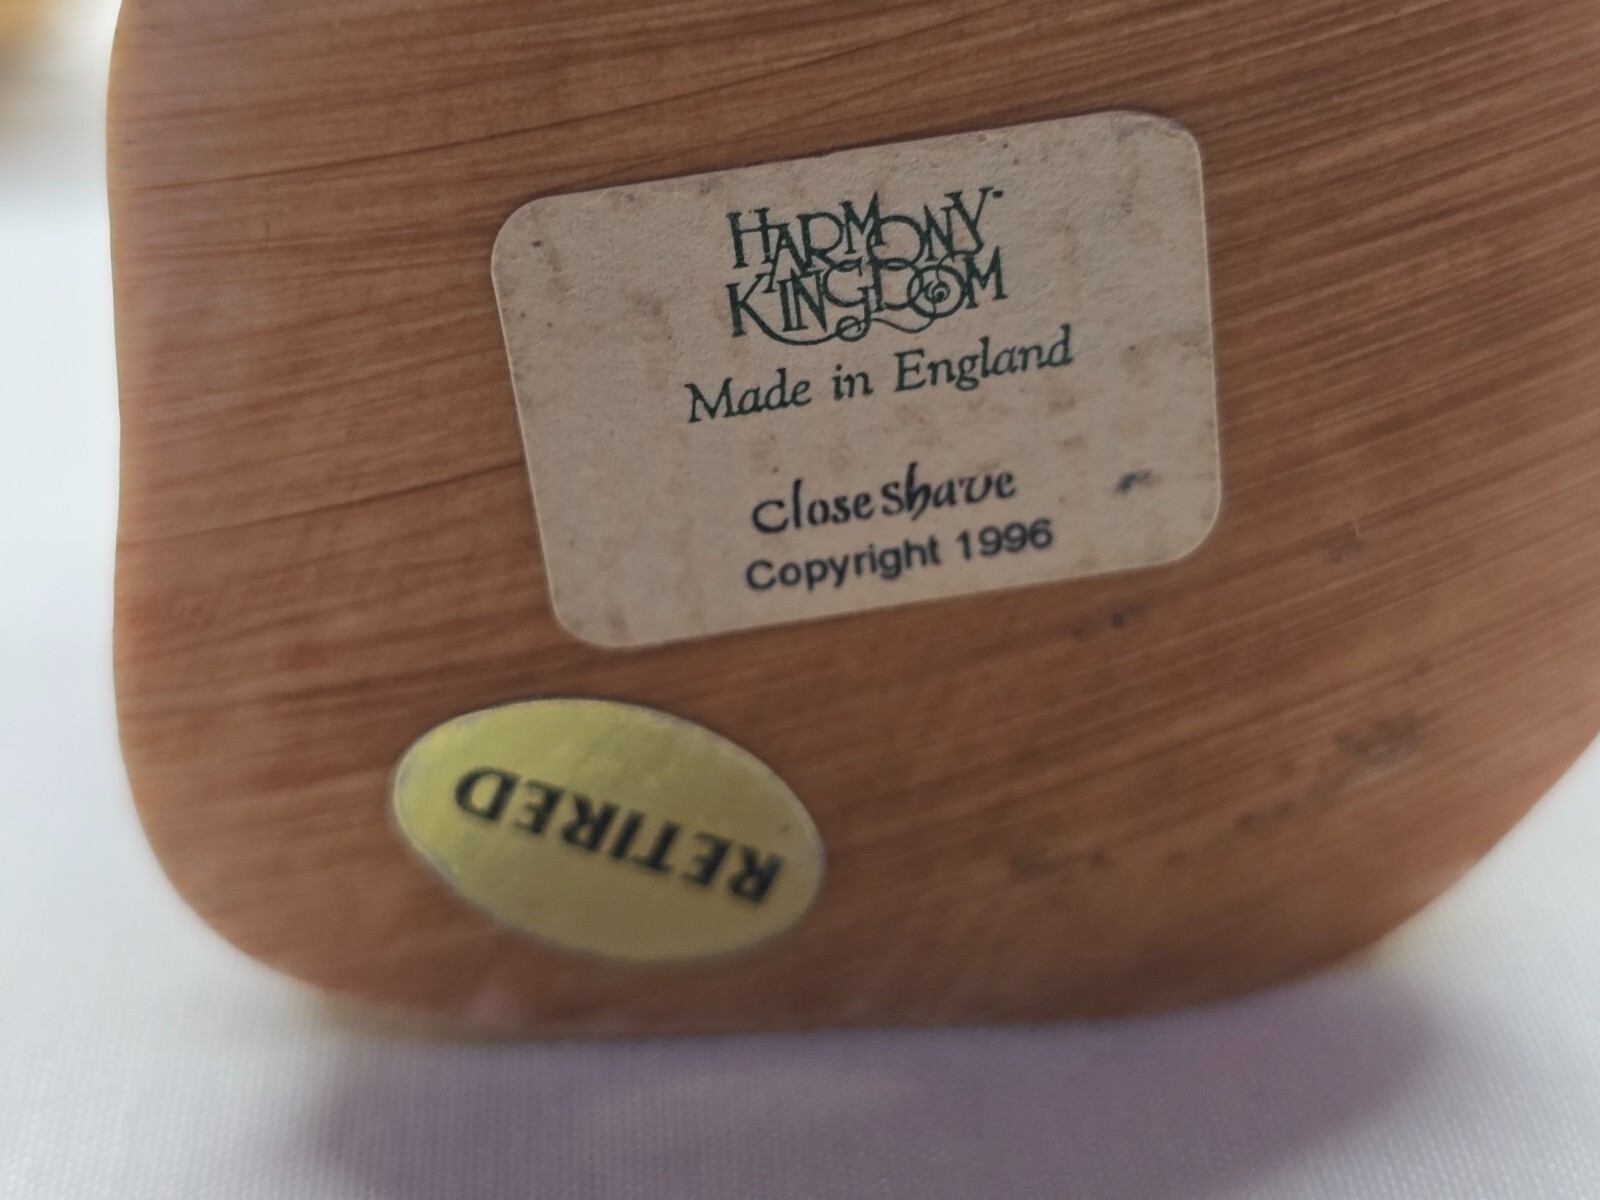 HARMONY
KINGDOM
Made in England
Close Shave
Copyright 1996
RETIRED